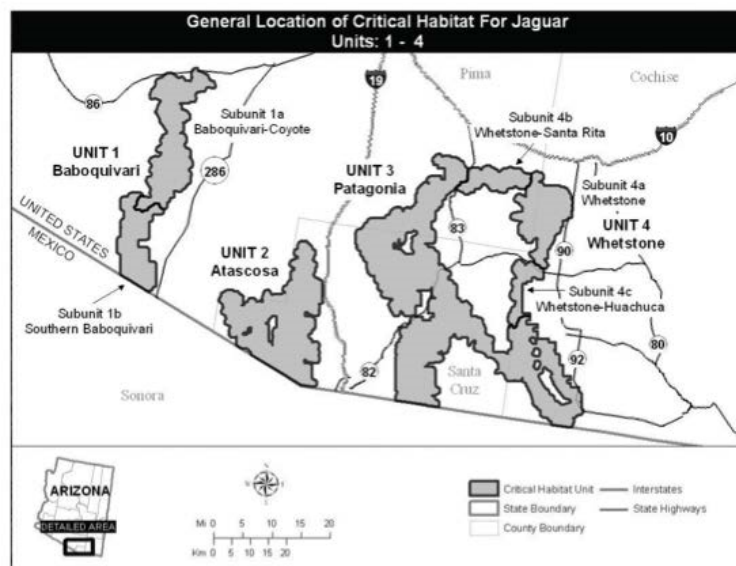 General Location of Critical Habitat For Jaguar
Units: 1 - 4
86
Subunit 1a
Baboquivari-Coyote
UNIT 1
Baboquivari
286
19
Pima
Cochise
Subunit 4b
Whetstone-Santa Rita
10
UNIT 3
Patagonia
Subunit 4a
Whetstone
UNIT 4
Whetstone
83
90
UNITED STATES
MEXICO
UNIT 2
Atascosa
Subunit 4c
Whetstone-Huachuca
Subunit 1b
Southern Baboquivari
80
92
82
Santa
Cruz
Sonora
ARIZONA
DETAILED AREA
N
W
E
S
Mi 0 5 10 20
Km 0 5 10 15 20
Critical Habitat Unit
State Boundary
County Boundary
Interstates
State Highways